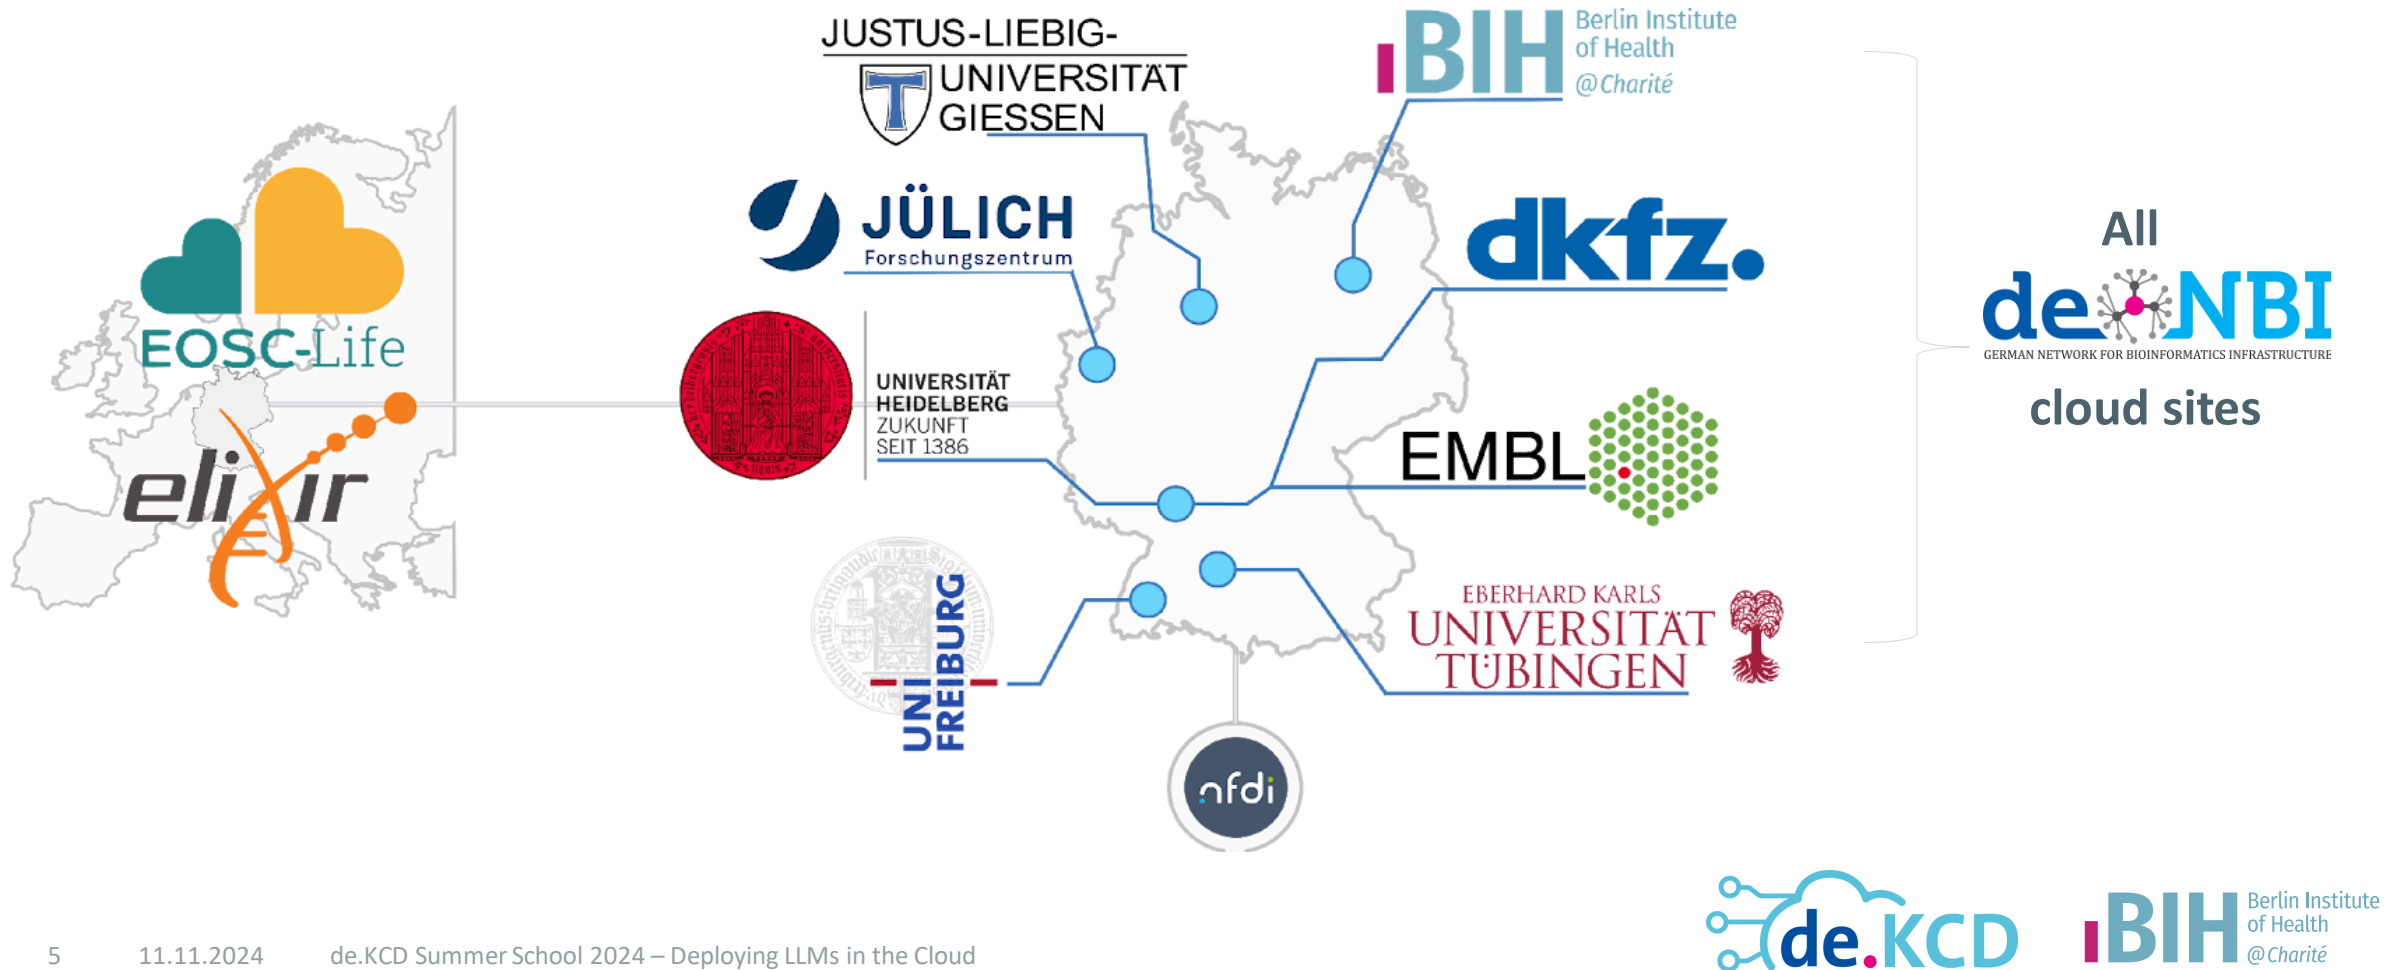 JUSTUS-LIEBIG-
UNIVERSITÄT
GIESSEN
BIH
Berlin Institute
of Health
@Charité
JÜLICH
Forschungszentrum
dkfz.
EOSC-Life
elixir
UNIVERSITÄT
HEIDELBERG
ZUKUNFT
SEIT 1386
EMBL
UNI
FREIBURG
EBERHARD KARLS
UNIVERSITÄT
TÜBINGEN
nfdi
All
de NBI
GERMAN NETWORK FOR BIOINFORMATICS INFRASTRUCTURE
cloud sites
5 11.11.2024 de.KCD Summer School 2024 – Deploying LLMs in the Cloud
de.KCD
BIH
Berlin Institute
of Health
@Charité